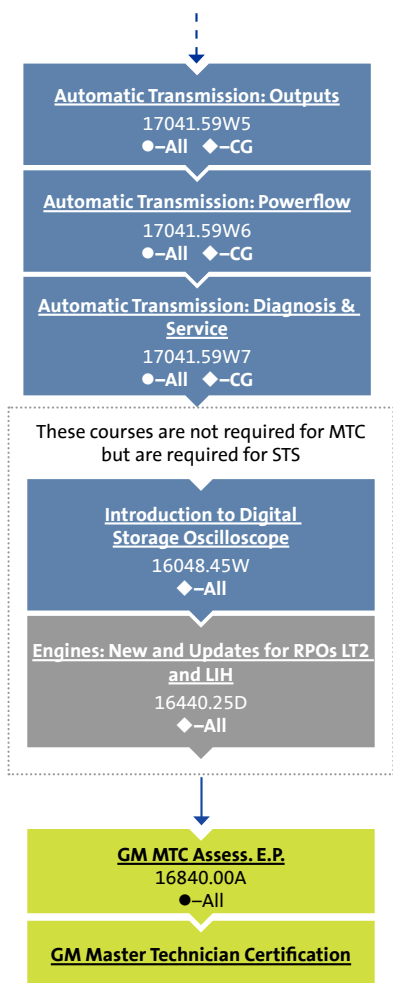 Automatic Transmission: Outputs
17041.59W5
●–All ◆–CG
Automatic Transmission: Powerflow
17041.59W6
●–All ◆–CG
Automatic Transmission: Diagnosis &
Service
17041.59W7
●–All ◆–CG
These courses are not required for MTC
but are required for STS
Introduction to Digital
Storage Oscilloscope
16048.45W
◆–All
Engines: New and Updates for RPOs LT2
and LIH
16440.25D
◆–All
GM MTC Assess. E.P.
16840.00A
●–All
GM Master Technician Certification